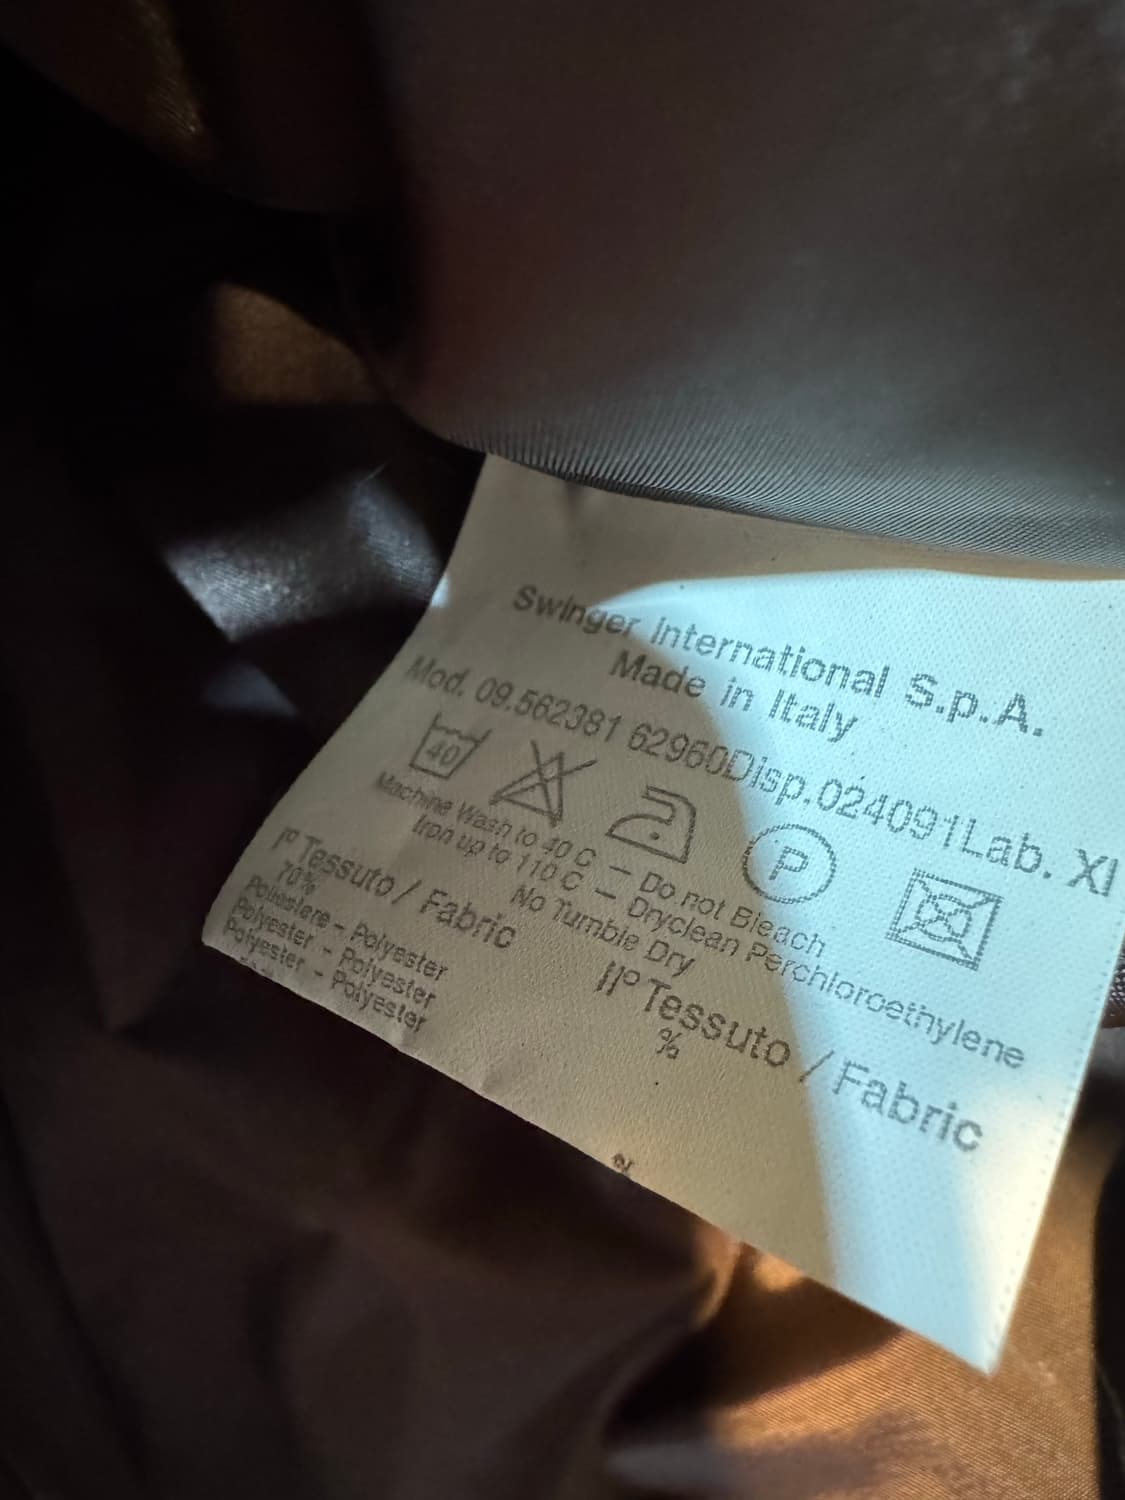 Swinger International S.p.A.
Made in Italy
Mod. 09.562381 62960Disp.024091Lab. XI
40
P
Machine Wash to 40 C – Do not Bleach
Iron up to 110 C – Dryclean Perchloroethylene
No Tumble Dry
I° Tessuto / Fabric
70%
Poliestere - Polyester
Polyester - Polyester
Polyester - Polyester
II° Tessuto / Fabric
%